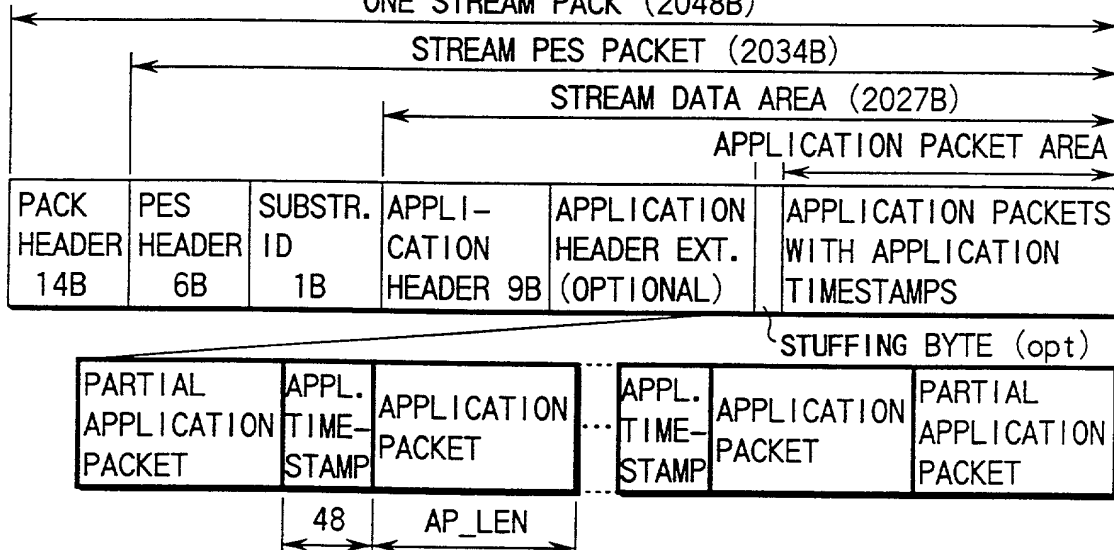 ONE STREAM PACK (2048B)
STREAM PES PACKET (2034B)
STREAM DATA AREA (2027B)
APPLICATION PACKET AREA
PACK HEADER 14B
PES HEADER 6B
SUBSTR. ID 1B
APPLI-
CATION
HEADER 9B
APPLICATION
HEADER EXT.
(OPTIONAL)
APPLICATION PACKETS
WITH APPLICATION
TIMESTAMPS
STUFFING BYTE (opt)
PARTIAL
APPLICATION
PACKET
APPL.
TIME-
STAMP
APPLICATION
PACKET
APPL.
TIME-
STAMP
APPLICATION
PACKET
PARTIAL
APPLICATION
PACKET
48
AP_LEN